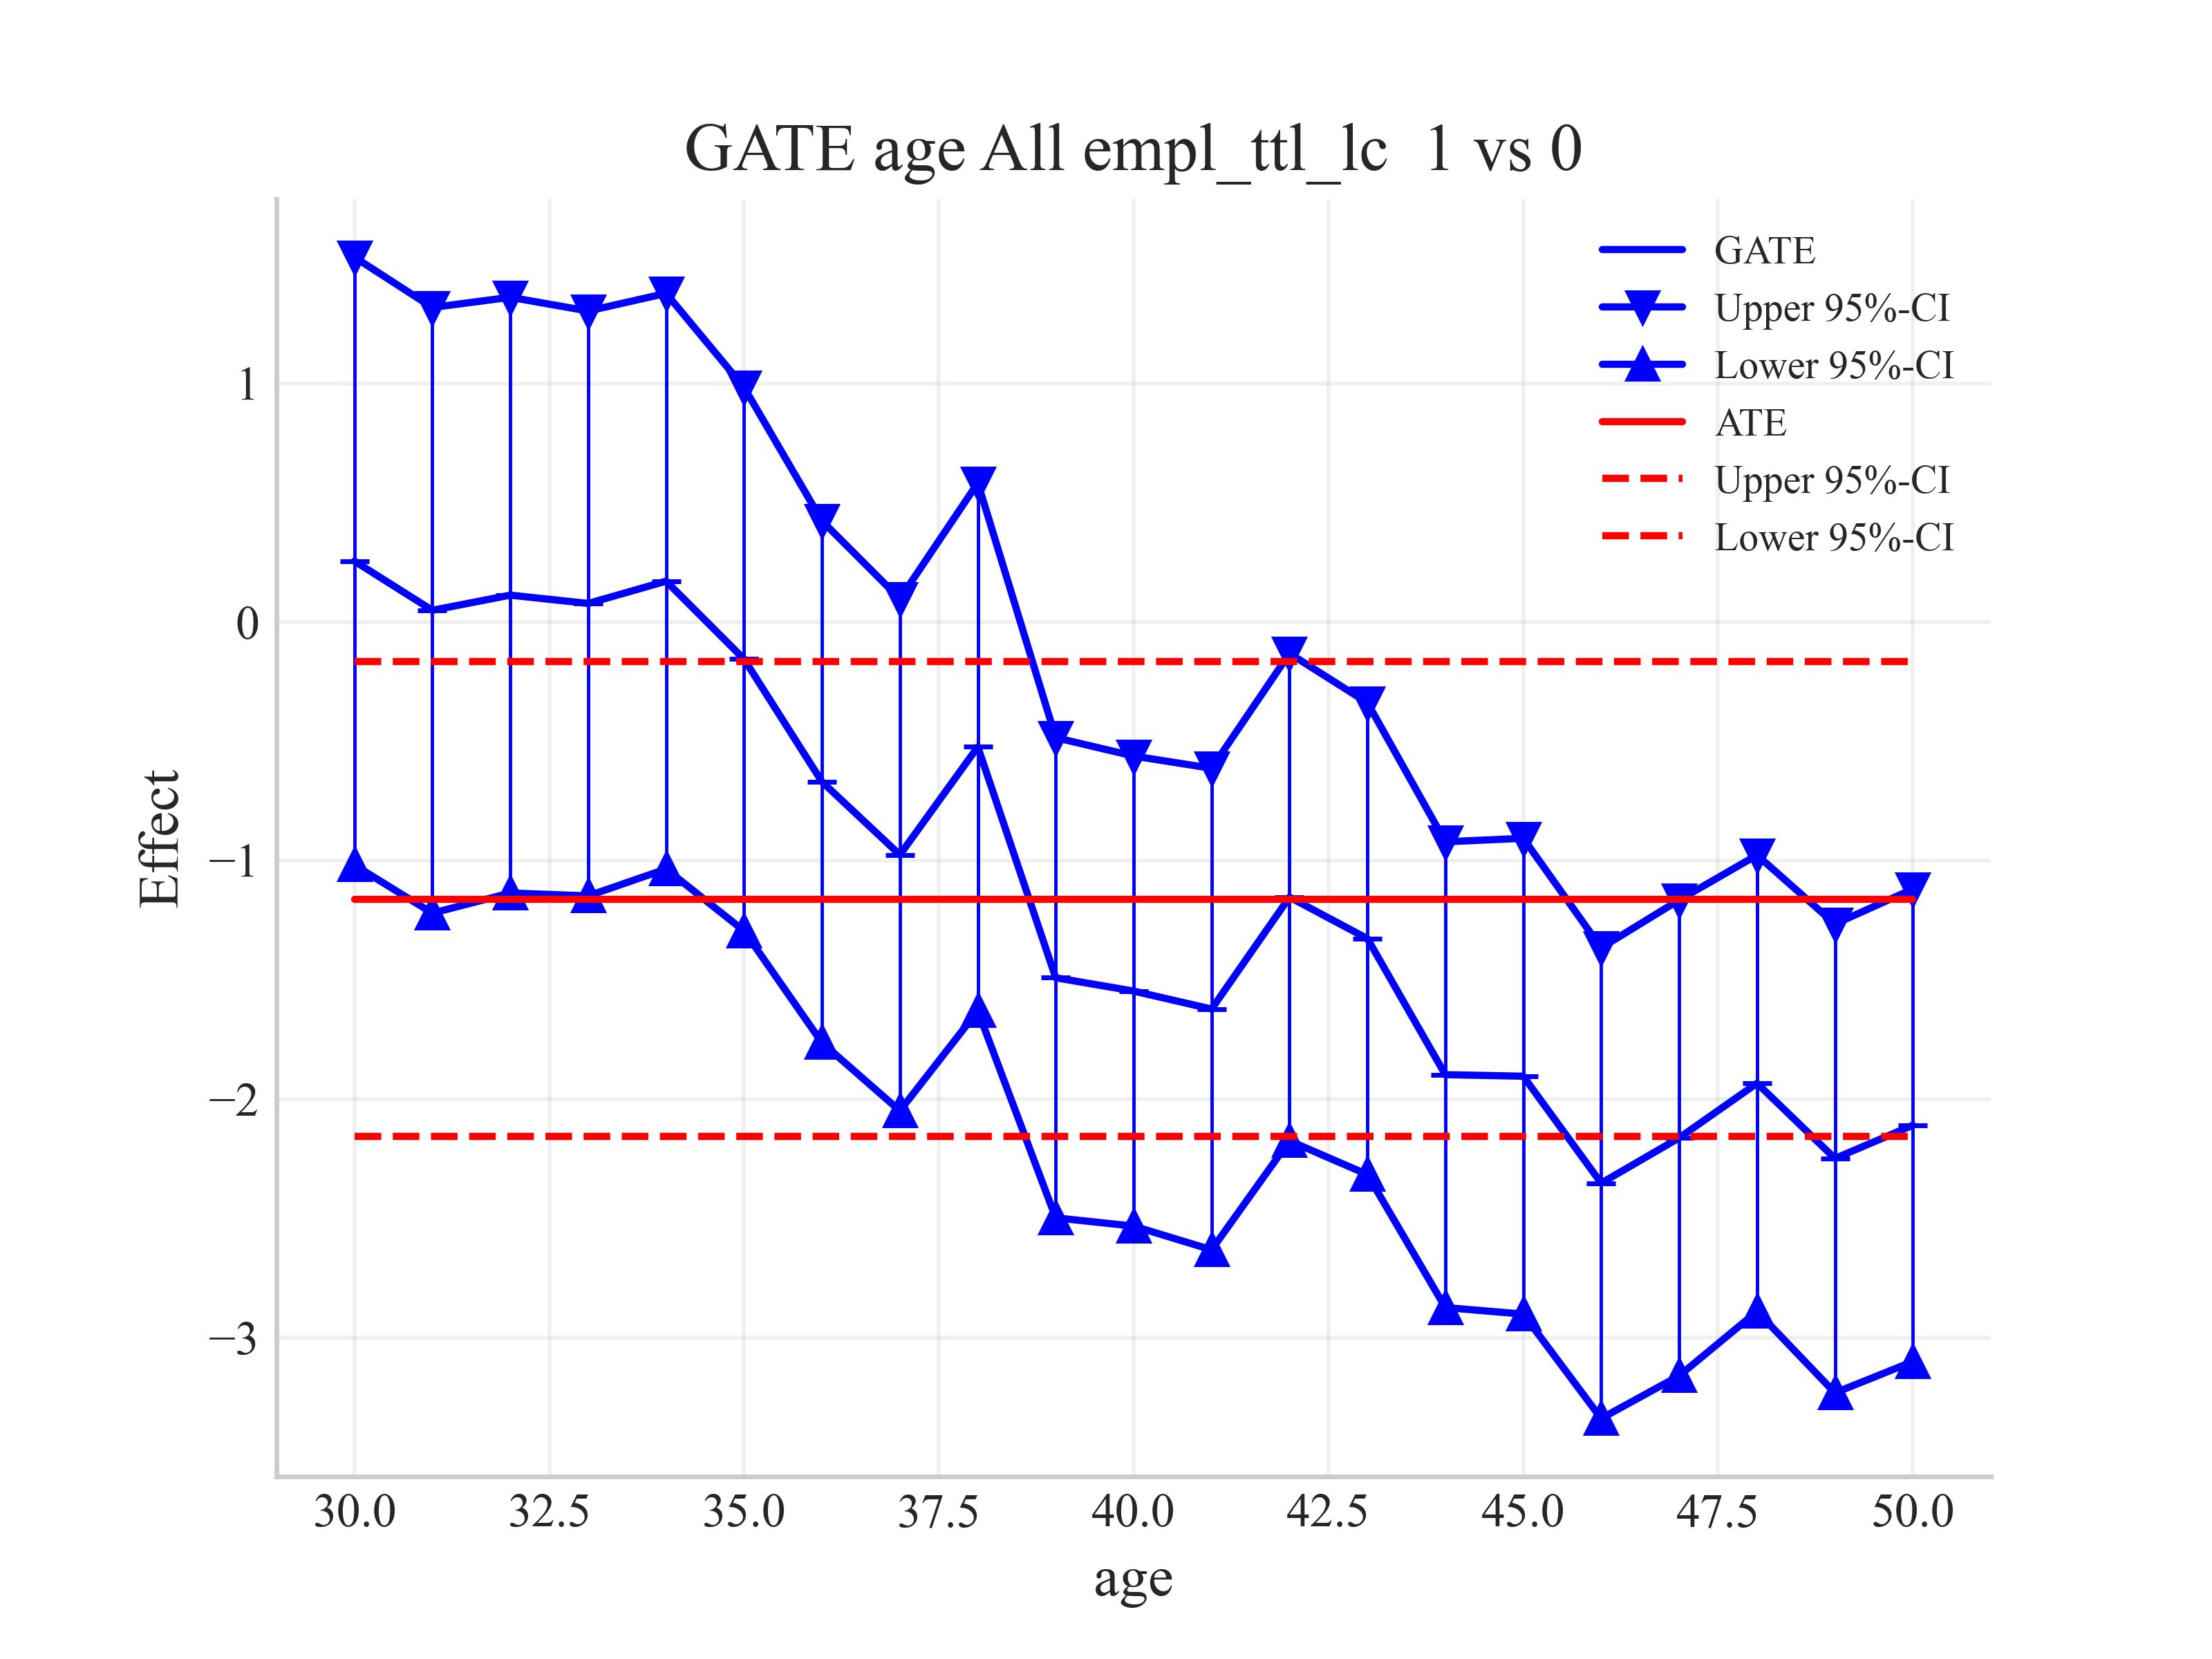 GATE age All empl_ttl_lc  1 vs 0
GATE
Upper 95%-CI
Lower 95%-CI
ATE
Upper 95%-CI
Lower 95%-CI
Effect
1
0
−1
−2
−3
30.0 32.5 35.0 37.5 40.0 42.5 45.0 47.5 50.0
age